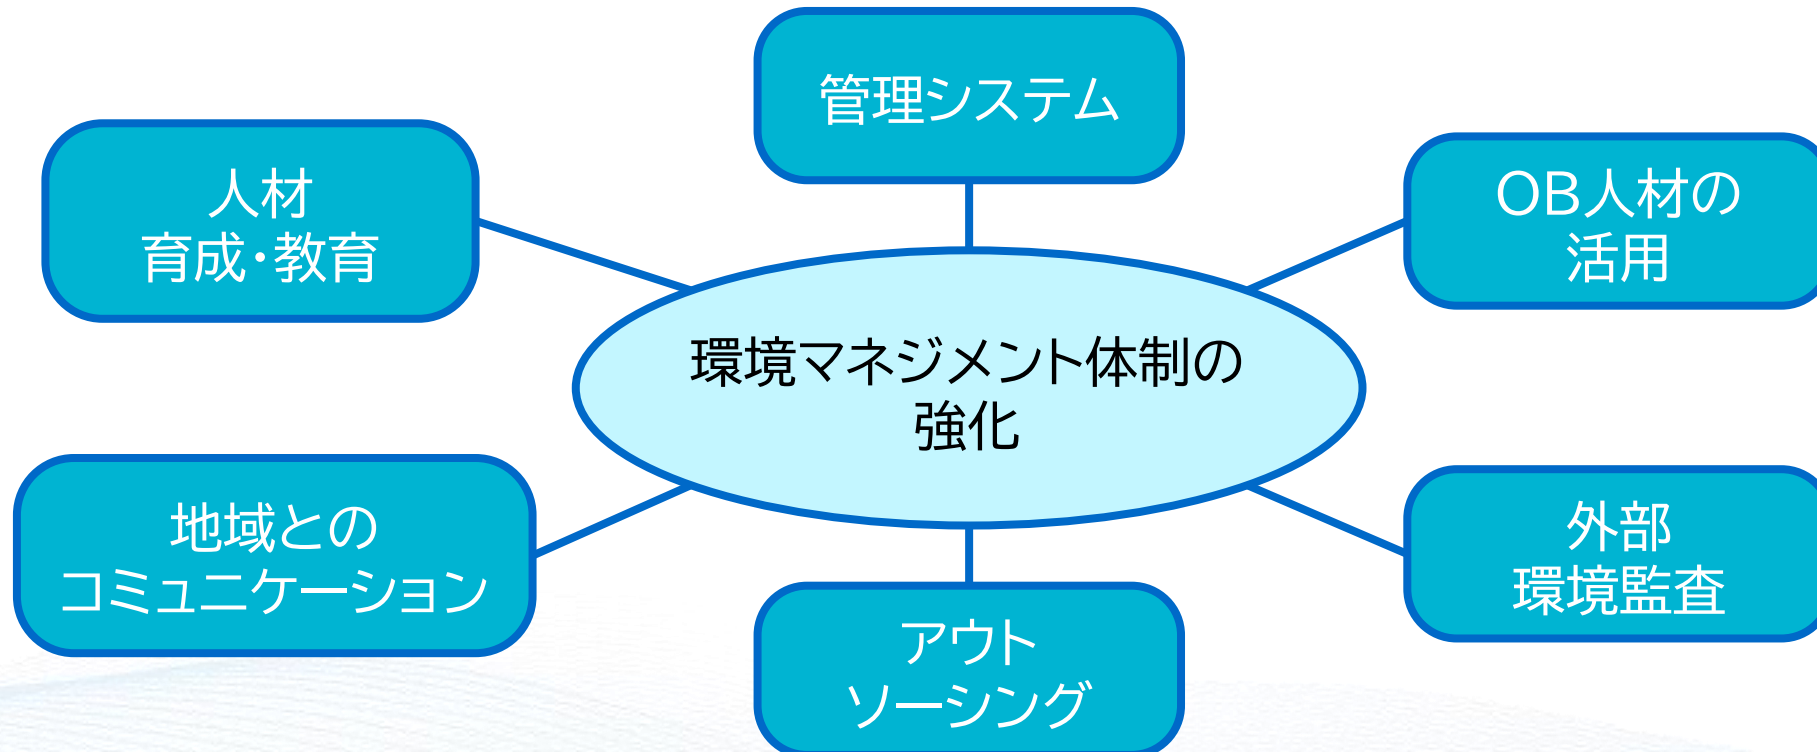 管理システム
人材
育成・教育
OB人材の
活用
環境マネジメント体制の
強化
地域との
コミュニケーション
外部
環境監査
アウト
ソーシング